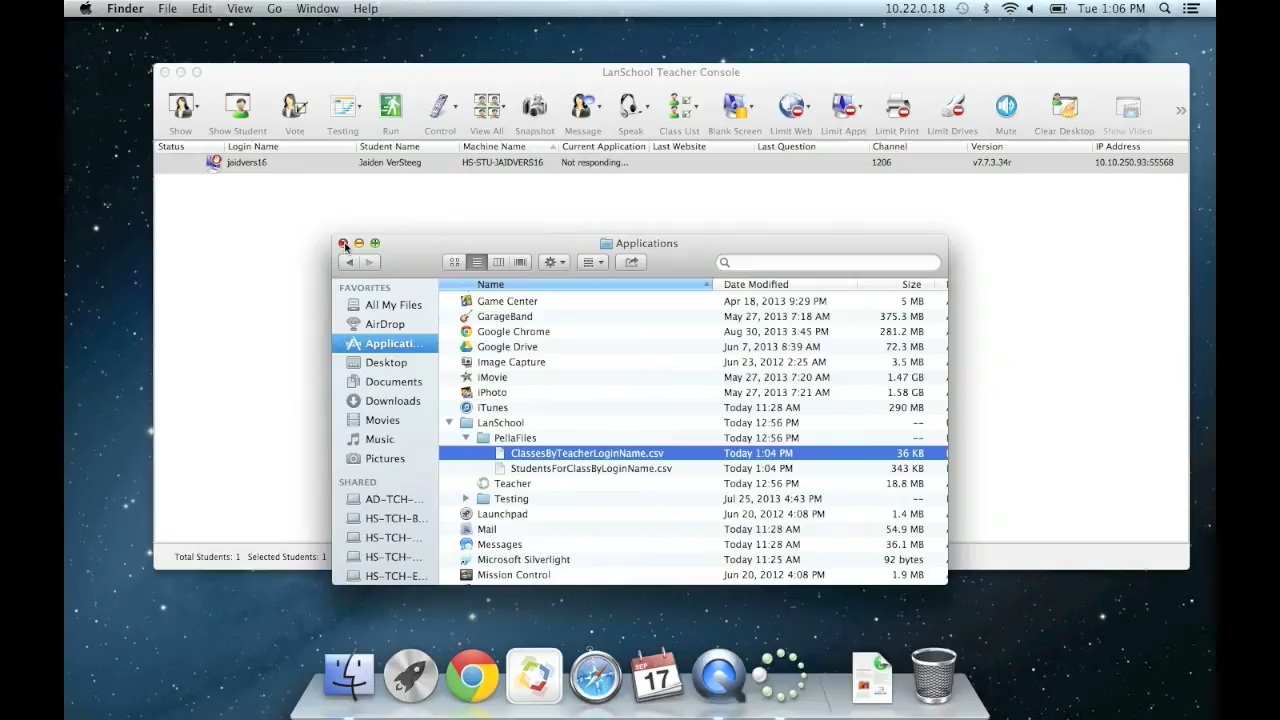 Finder File Edit View Go Window Help 10.22.0.18 Tue 1:06 PM
LanSchool Teacher Console
Show Show Student Vote Testing Run Control View All Snapshot Message Speak Class List Blank Screen Limit Web Limit Apps Limit Print Limit Drives Mute Clear Desktop Show Video »
Status Login Name Student Name Machine Name Current Application Last Website Last Question Channel Version IP Address
jaidvers16 Jaiden VerSteeg HS-STU-JAIDVERS16 Not responding... 1206 v7.7.3.34r 10.10.250.93:55568
Applications
Name Date Modified Size
FAVORITES
All My Files
AirDrop
Applicati...
Desktop
Documents
Downloads
Movies
Music
Pictures
SHARED
AD-TCH-...
HS-TCH-B...
HS-TCH-...
HS-TCH-...
HS-TCH-E...
Game Center Apr 18, 2013 9:29 PM 5 MB
GarageBand May 27, 2013 7:18 AM 375.3 MB
Google Chrome Aug 30, 2013 3:45 PM 281.2 MB
Google Drive Jun 7, 2013 8:39 AM 72.3 MB
Image Capture Jun 23, 2012 2:25 AM 3.5 MB
iMovie May 27, 2013 7:20 AM 1.47 GB
iPhoto May 27, 2013 7:21 AM 1.58 GB
iTunes Today 11:28 AM 290 MB
LanSchool Today 12:56 PM --
PellaFiles Today 12:56 PM --
ClassesByTeacherLoginName.csv Today 1:04 PM 36 KB
StudentsForClassByLoginName.csv Today 1:04 PM 343 KB
Teacher Today 12:56 PM 18.8 MB
Testing Jul 25, 2013 4:43 PM --
Launchpad Jun 20, 2012 4:08 PM 1.4 MB
Mail Today 11:28 AM 54.9 MB
Messages Today 11:28 AM 36.1 MB
Microsoft Silverlight Today 11:25 AM 92 bytes
Mission Control Jun 20, 2012 4:08 PM 1.9 MB
Total Students: 1 Selected Students: 1
SEP
17